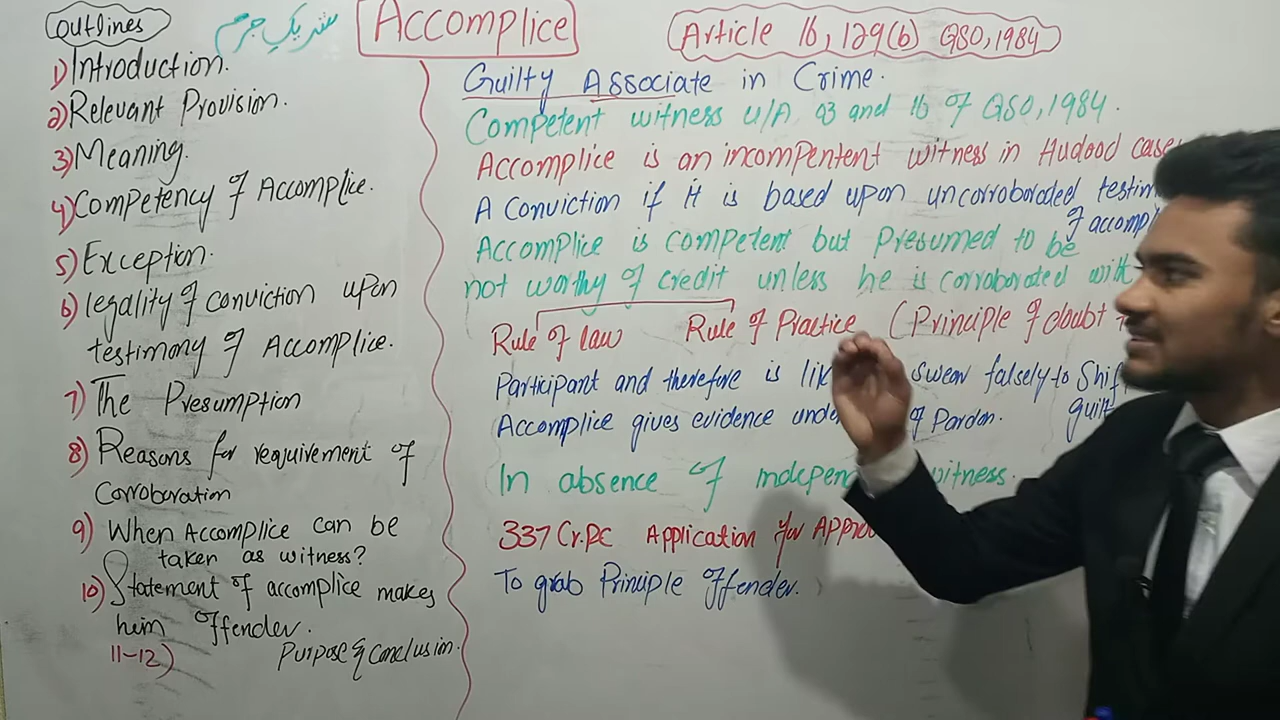 Outlines
شریکِ جرم
Accomplice
Article 16, 129(b) QSO, 1984
1) Introduction.
2) Relevant Provision.
3) Meaning.
4) Competency of Accomplice.
5) Exception.
6) legality of conviction upon
testimony of Accomplice.
7) The Presumption
8) Reasons for requirement of
Corroboration
9) When Accomplice can be
taken as witness?
10) Statement of accomplice makes
him offender.
11-12) Purpose & Conclusion.
Guilty Associate in Crime.
Competent witness u/A 03 and 16 of QSO, 1984.
Accomplice is an incompentent witness in Hudood case
A Conviction if it is based upon uncorroboraded testim
of accompli
Accomplice is competent but Presumed to be
not worthy of credit unless he is corroborated with
Rule of law Rule of Practice (Principle of doubt
Participant and therefore is lik swear falsely to Shif
guilt
Accomplice gives evidence unde of Pardon.
In absence of indepen witness.
337 Cr.PC Application for Appro
To grab Principle Offender.